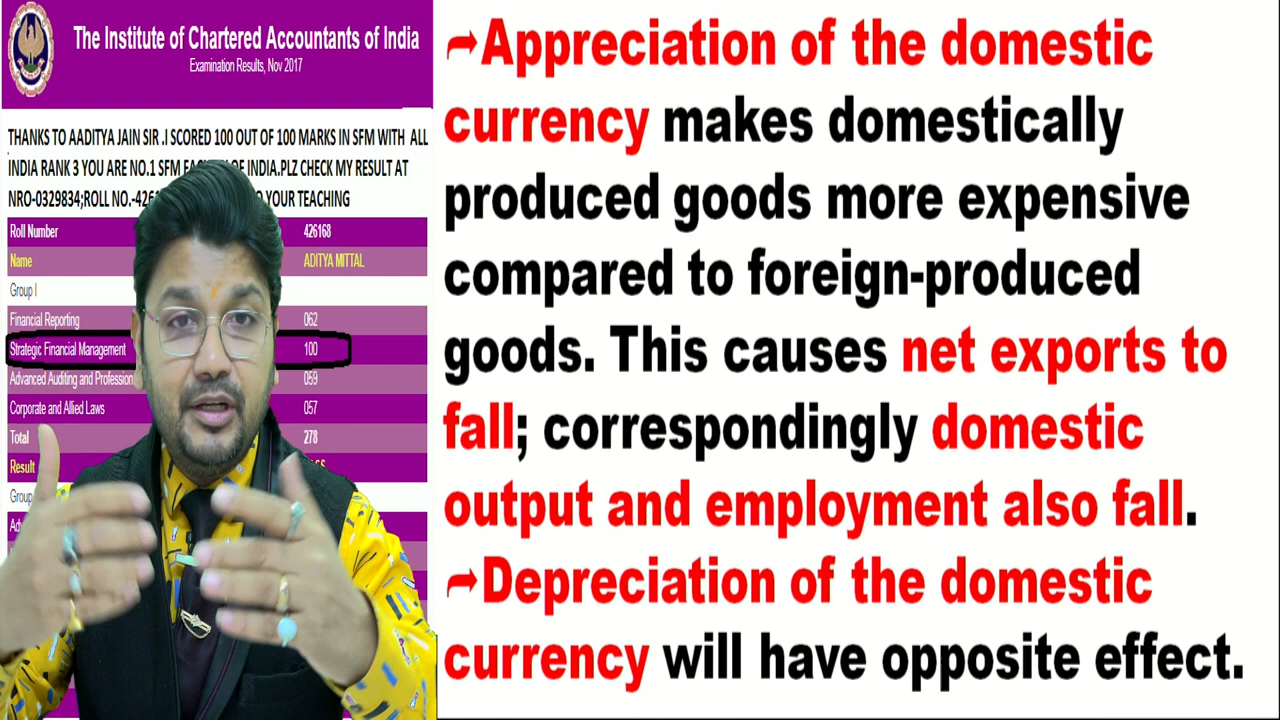 The Institute of Chartered Accountants of India
Examination Results, Nov 2017
THANKS TO AADITYA JAIN SIR .I SCORED 100 OUT OF 100 MARKS IN SFM WITH ALL
INDIA RANK 3 YOU ARE NO.1 SFM OF INDIA.PLZ CHECK MY RESULT AT
NRO-0329834;ROLL NO.-426 YOUR TEACHING
Roll Number 426168
Name ADITYA MITTAL
Group I
Financial Reporting 062
Strategic Financial Management 100
Advanced Auditing and Profession 059
Corporate and Allied Laws 057
Total 278
Result
Group
➦Appreciation of the domestic
currency makes domestically
produced goods more expensive
compared to foreign-produced
goods. This causes net exports to
fall; correspondingly domestic
output and employment also fall.
➦Depreciation of the domestic
currency will have opposite effect.